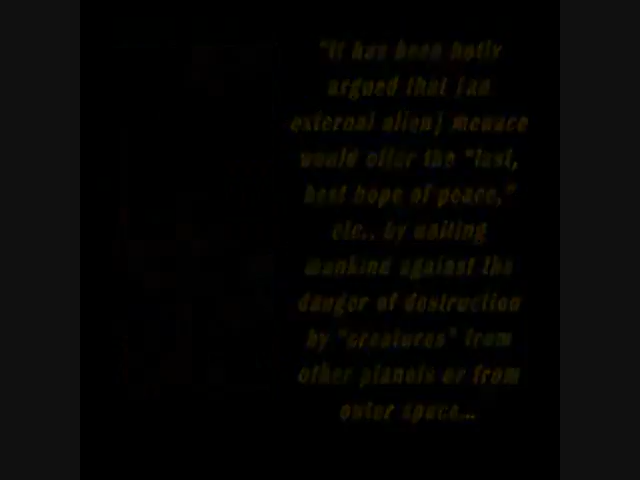 "It has been hotly
argued that [an
external alien] menace
would offer the "last,
best hope of peace,"
etc., by uniting
mankind against the
danger of destruction
by "creatures" from
other planets or from
outer space...